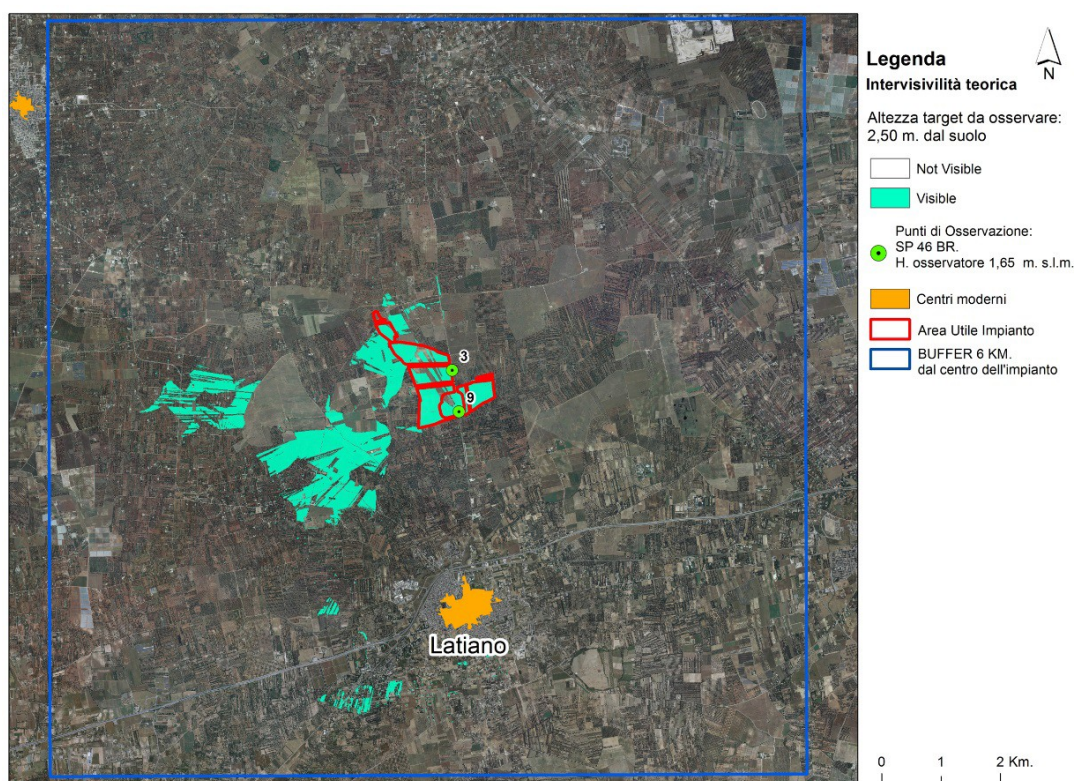 Legenda
N
Intervisivilità teorica
Altezza target da osservare:
2,50 m. dal suolo
Not Visible
Visible
Punti di Osservazione:
SP 46 BR.
H. osservatore 1,65 m. s.l.m.
Centri moderni
Area Utile Impianto
BUFFER 6 KM.
dal centro dell'impianto
3
9
Latiano
0 1 2 Km.